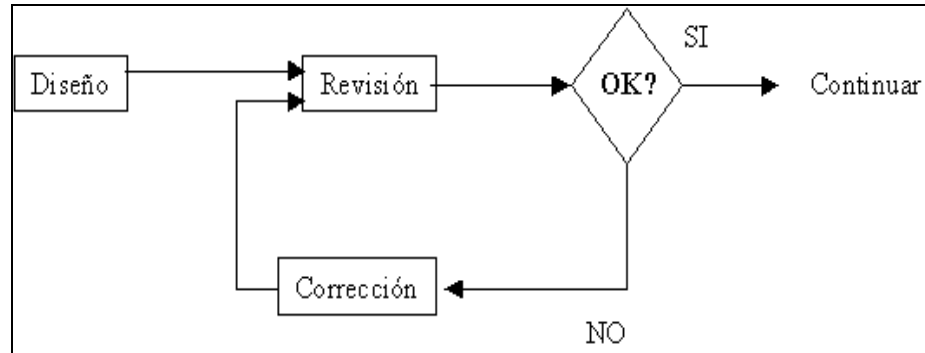 SI
Diseño
Revisión
OK?
Continuar
Corrección
NO